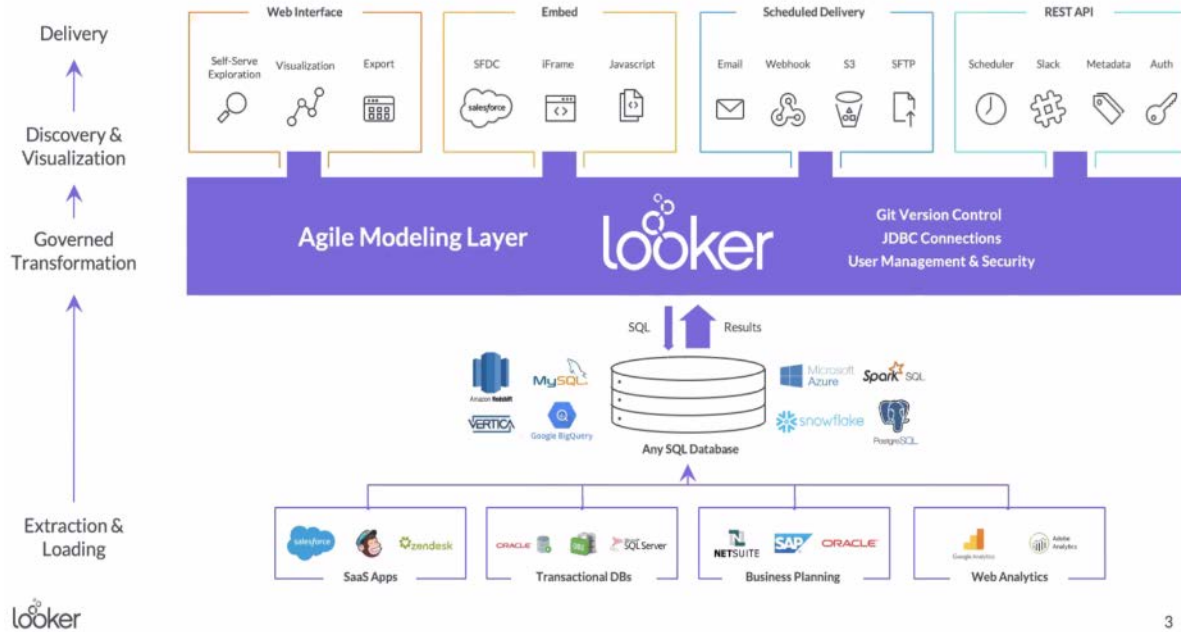 Delivery
Discovery &
Visualization
Governed
Transformation
Extraction &
Loading
Web Interface
Self-Serve
Exploration
Visualization
Export
Embed
SFDC
iFrame
Javascript
salesforce
Scheduled Delivery
Email
Webhook
S3
SFTP
REST API
Scheduler
Slack
Metadata
Auth
Agile Modeling Layer
looker
Git Version Control
JDBC Connections
User Management & Security
SQL
Results
Amazon Redshift
MySQL
VERTICA
Google BigQuery
Microsoft
Azure
Spark SQL
snowflake
PostgreSQL
Any SQL Database
salesforce
zendesk
SaaS Apps
ORACLE
SQL Server
Transactional DBs
NETSUITE
SAP
ORACLE
Business Planning
Google Analytics
Adobe
Analytics
Web Analytics
looker
3